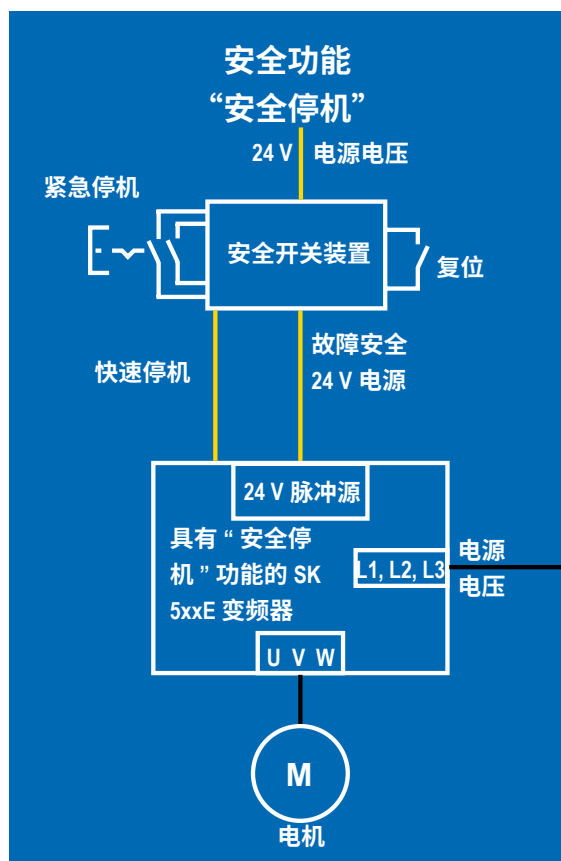 安全功能
“安全停机”
24 V 电源电压
紧急停机
安全开关装置
复位
快速停机
故障安全
24 V 电源
24 V 脉冲源
具有 “ 安全停
机 ” 功能的 SK
5xxE 变频器
L1, L2, L3
电源
电压
U V W
M
电机